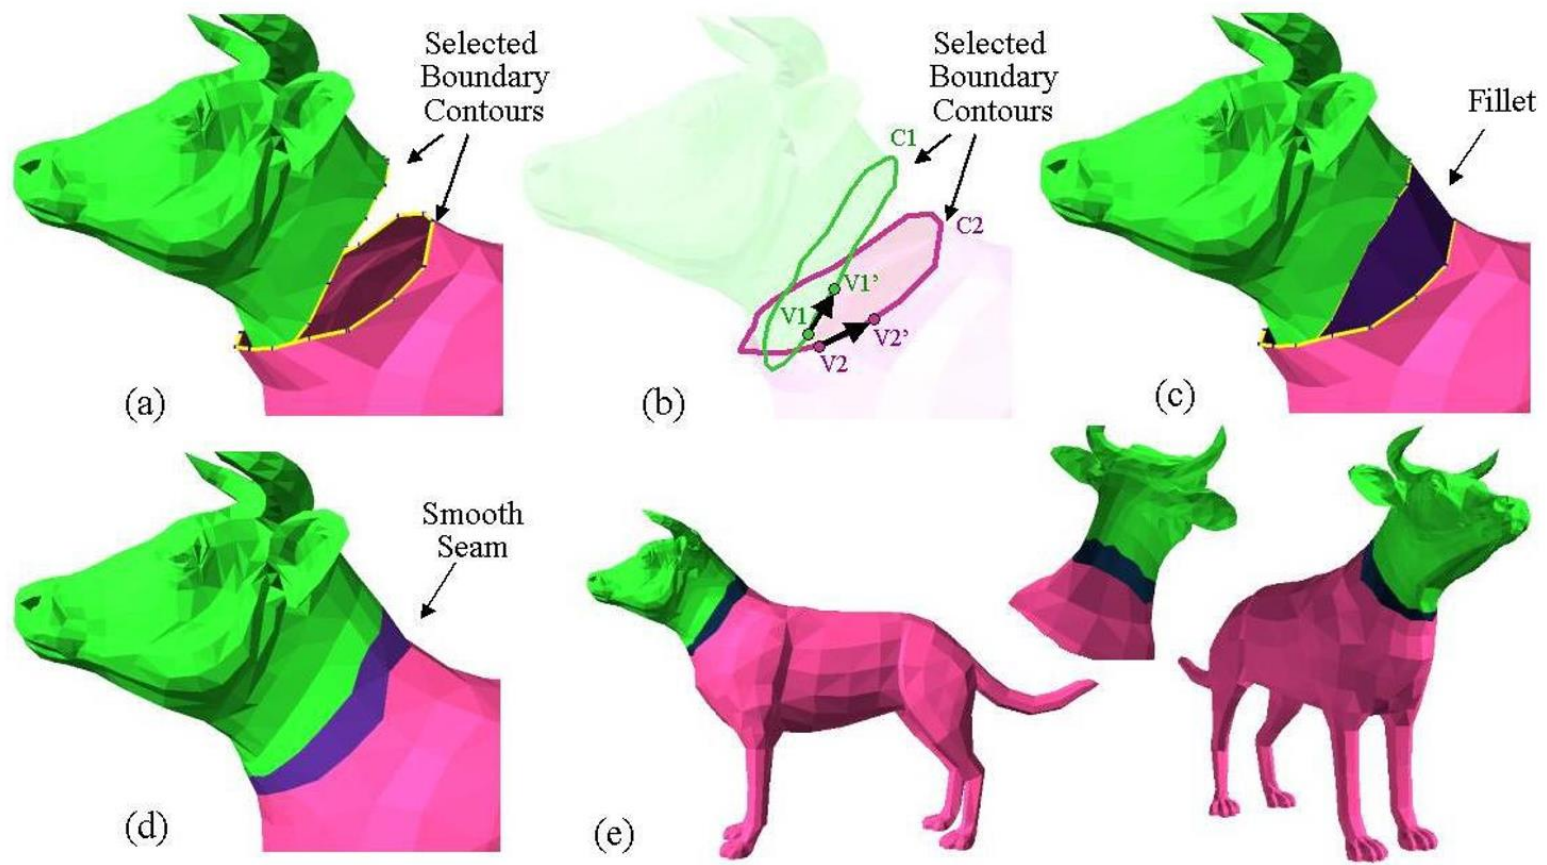 Selected
Boundary
Contours
(a)
Selected
Boundary
Contours
C1
C2
V1'
V1
V2'
V2
(b)
Fillet
(c)
Smooth
Seam
(d)
(e)